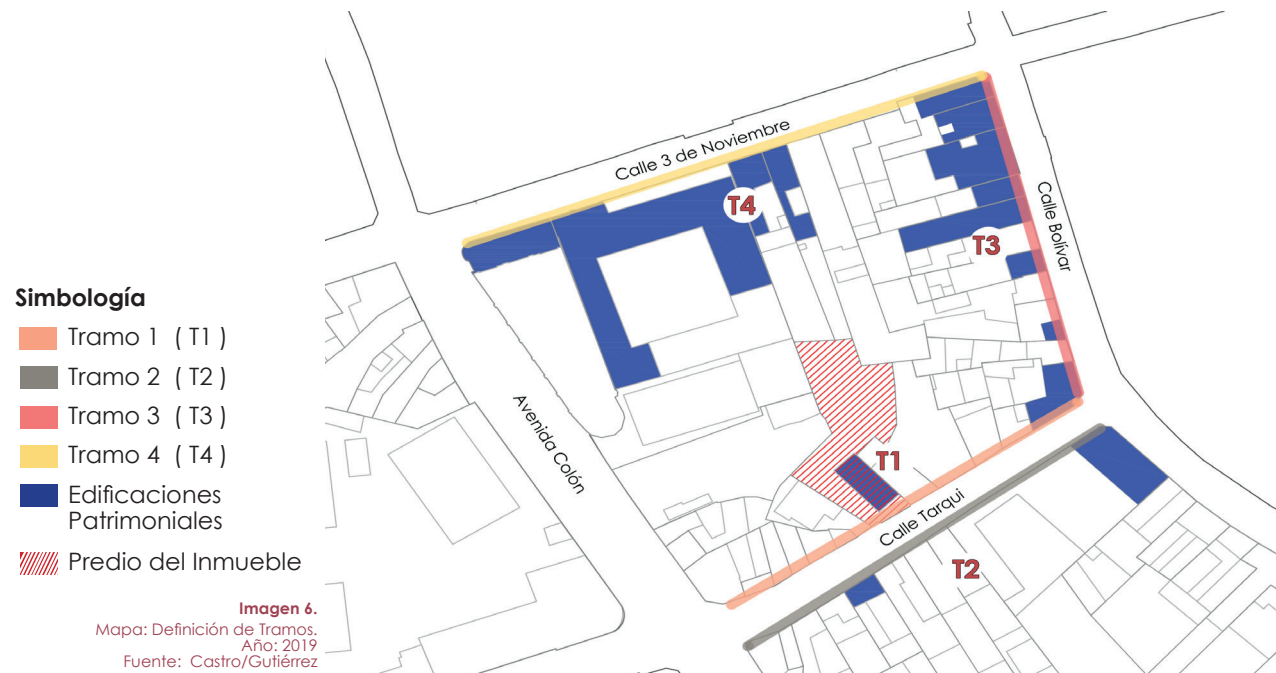 Simbología
Tramo 1 ( T1 )
Tramo 2 ( T2 )
Tramo 3 ( T3 )
Tramo 4 ( T4 )
Edificaciones
Patrimoniales
Predio del Inmueble
Imagen 6.
Mapa: Definición de Tramos.
Año: 2019
Fuente: Castro/Gutiérrez
Calle 3 de Noviembre
T4
Calle Bolívar
T3
Avenida Colón
T1
Calle Tarqui
T2